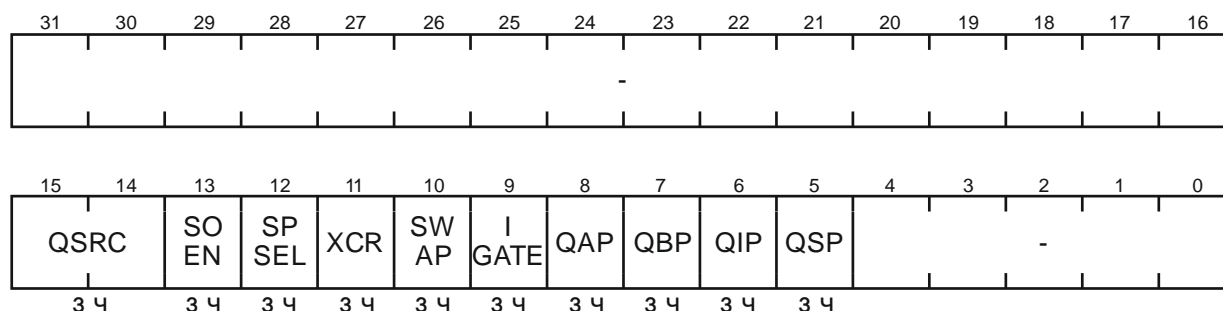 31 30 29 28 27 26 25 24 23 22 21 20 19 18 17 16
-
15 14 13 12 11 10 9 8 7 6 5 4 3 2 1 0
QSRC SO EN SP SEL XCR SW AP I GATE QAP QBP QIP QSP -
З Ч З Ч З Ч З Ч З Ч З Ч З Ч З Ч З Ч З Ч